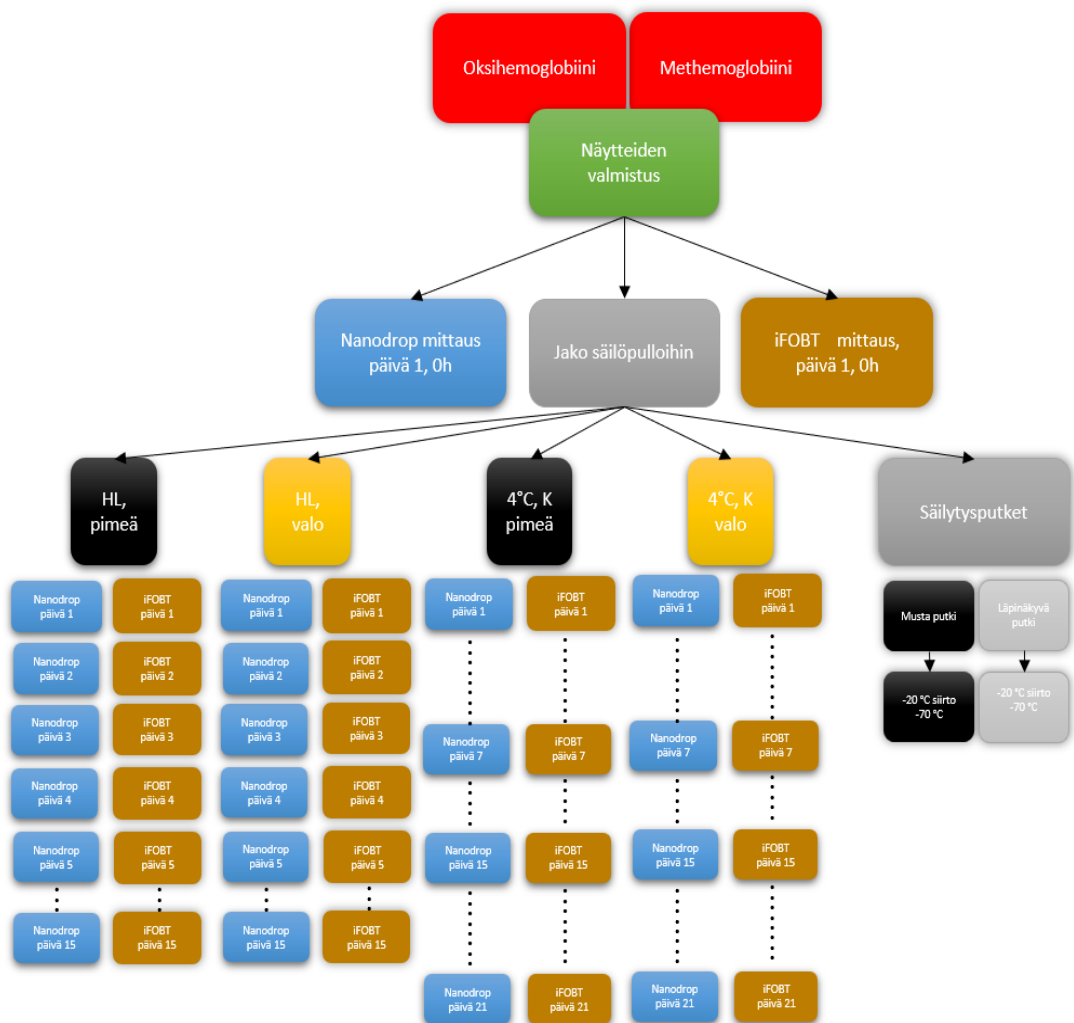 Oksihemoglobiini
Methemoglobiini
Näytteiden
valmistus
Nanodrop mittaus
päivä 1, 0h
Jako säilöpulloihin
iFOBT mittaus,
päivä 1, 0h
HL,
pimeä
HL,
valo
4°C, K
pimeä
4°C, K
valo
Säilytysputket
Nanodrop
päivä 1
iFOBT
päivä 1
Nanodrop
päivä 1
iFOBT
päivä 1
Nanodrop
päivä 1
iFOBT
päivä 1
Nanodrop
päivä 1
iFOBT
päivä 1
Musta putki
Läpinäkyvä
putki
Nanodrop
päivä 2
iFOBT
päivä 2
Nanodrop
päivä 2
iFOBT
päivä 2
Nanodrop
päivä 3
iFOBT
päivä 3
Nanodrop
päivä 3
iFOBT
päivä 3
-20 °C siirto
-70 °C
-20 °C siirto
-70 °C
Nanodrop
päivä 7
iFOBT
päivä 7
Nanodrop
päivä 7
iFOBT
päivä 7
Nanodrop
päivä 4
iFOBT
päivä 4
Nanodrop
päivä 4
iFOBT
päivä 4
Nanodrop
päivä 5
iFOBT
päivä 5
Nanodrop
päivä 5
iFOBT
päivä 5
Nanodrop
päivä 15
iFOBT
päivä 15
Nanodrop
päivä 15
iFOBT
päivä 15
Nanodrop
päivä 15
iFOBT
päivä 15
Nanodrop
päivä 15
iFOBT
päivä 15
Nanodrop
päivä 21
iFOBT
päivä 21
Nanodrop
päivä 21
iFOBT
päivä 21